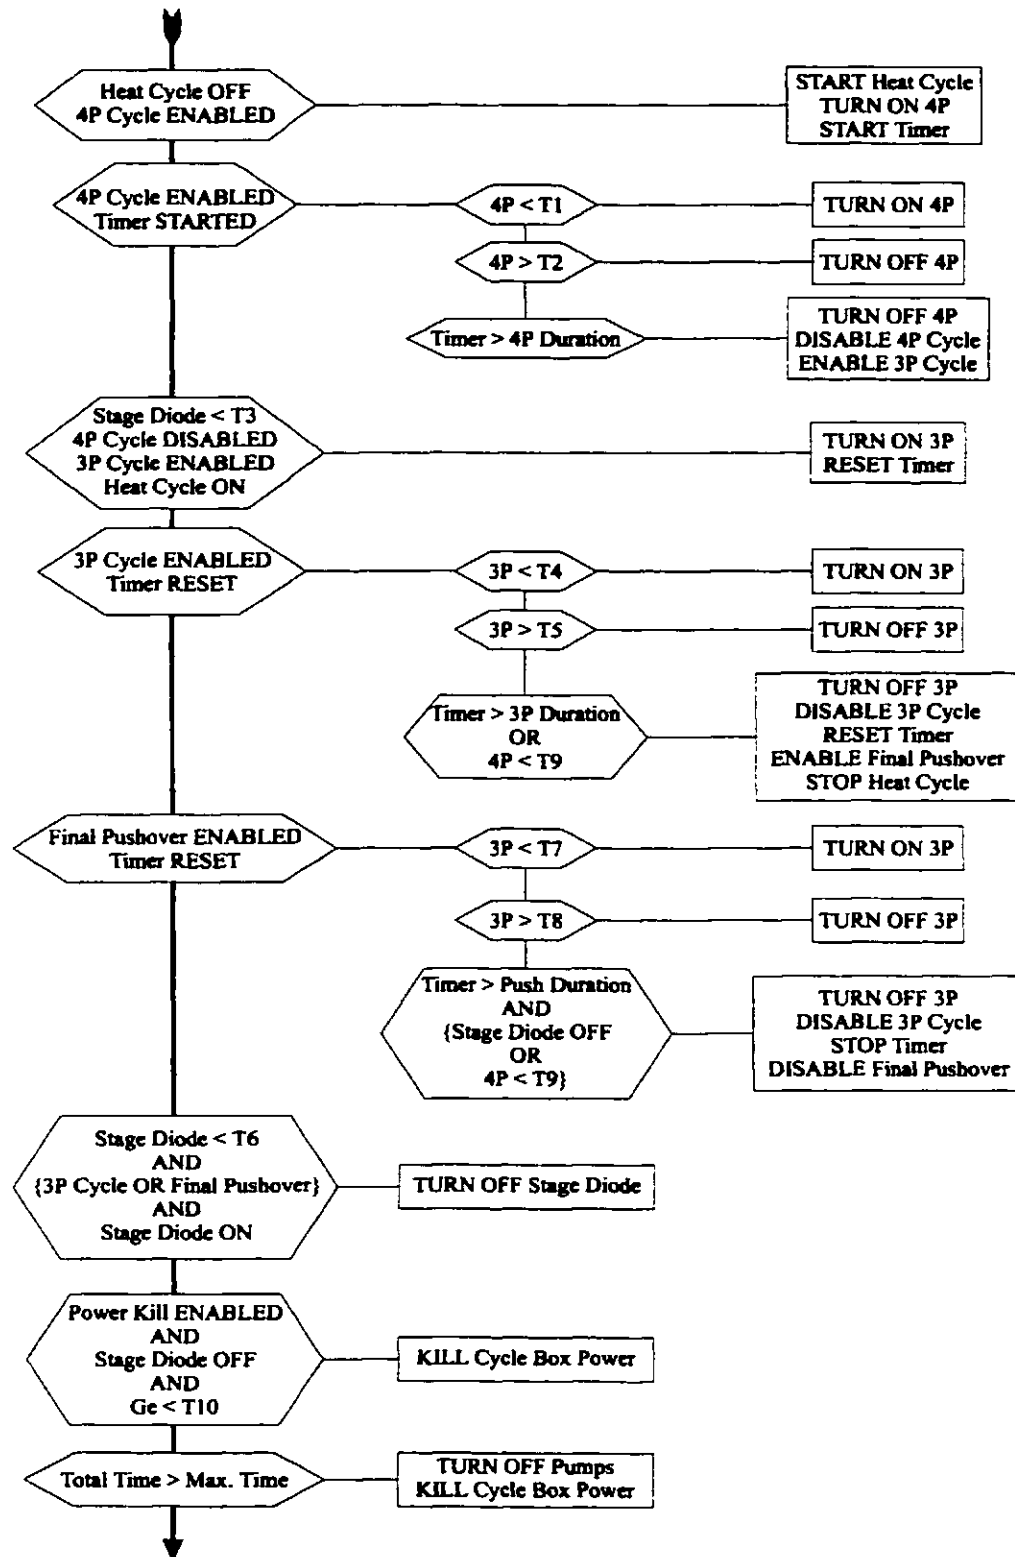 Heat Cycle OFF
4P Cycle ENABLED
START Heat Cycle
TURN ON 4P
START Timer
4P Cycle ENABLED
Timer STARTED
4P < T1
TURN ON 4P
4P > T2
TURN OFF 4P
Timer > 4P Duration
TURN OFF 4P
DISABLE 4P Cycle
ENABLE 3P Cycle
Stage Diode < T3
4P Cycle DISABLED
3P Cycle ENABLED
Heat Cycle ON
TURN ON 3P
RESET Timer
3P Cycle ENABLED
Timer RESET
3P < T4
TURN ON 3P
3P > T5
TURN OFF 3P
Timer > 3P Duration
OR
4P < T9
TURN OFF 3P
DISABLE 3P Cycle
RESET Timer
ENABLE Final Pushover
STOP Heat Cycle
Final Pushover ENABLED
Timer RESET
3P < T7
TURN ON 3P
3P > T8
TURN OFF 3P
Timer > Push Duration
AND
{Stage Diode OFF
OR
4P < T9}
TURN OFF 3P
DISABLE 3P Cycle
STOP Timer
DISABLE Final Pushover
Stage Diode < T6
AND
{3P Cycle OR Final Pushover}
AND
Stage Diode ON
TURN OFF Stage Diode
Power Kill ENABLED
AND
Stage Diode OFF
AND
Ge < T10
KILL Cycle Box Power
Total Time > Max. Time
TURN OFF Pumps
KILL Cycle Box Power